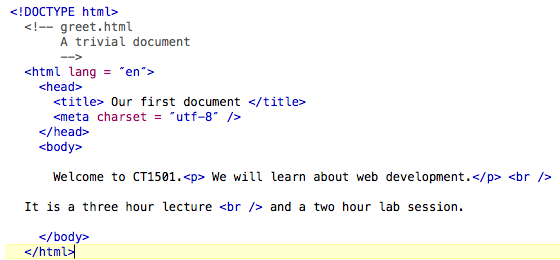 <!DOCTYPE html>
<!-- greet.html
A trivial document
-->
<html lang = "en">
<head>
<title> Our first document </title>
<meta charset = "utf-8" />
</head>
<body>
Welcome to CT1501.<p> We will learn about web development.</p> <br />
It is a three hour lecture <br /> and a two hour lab session.
</body>
</html>